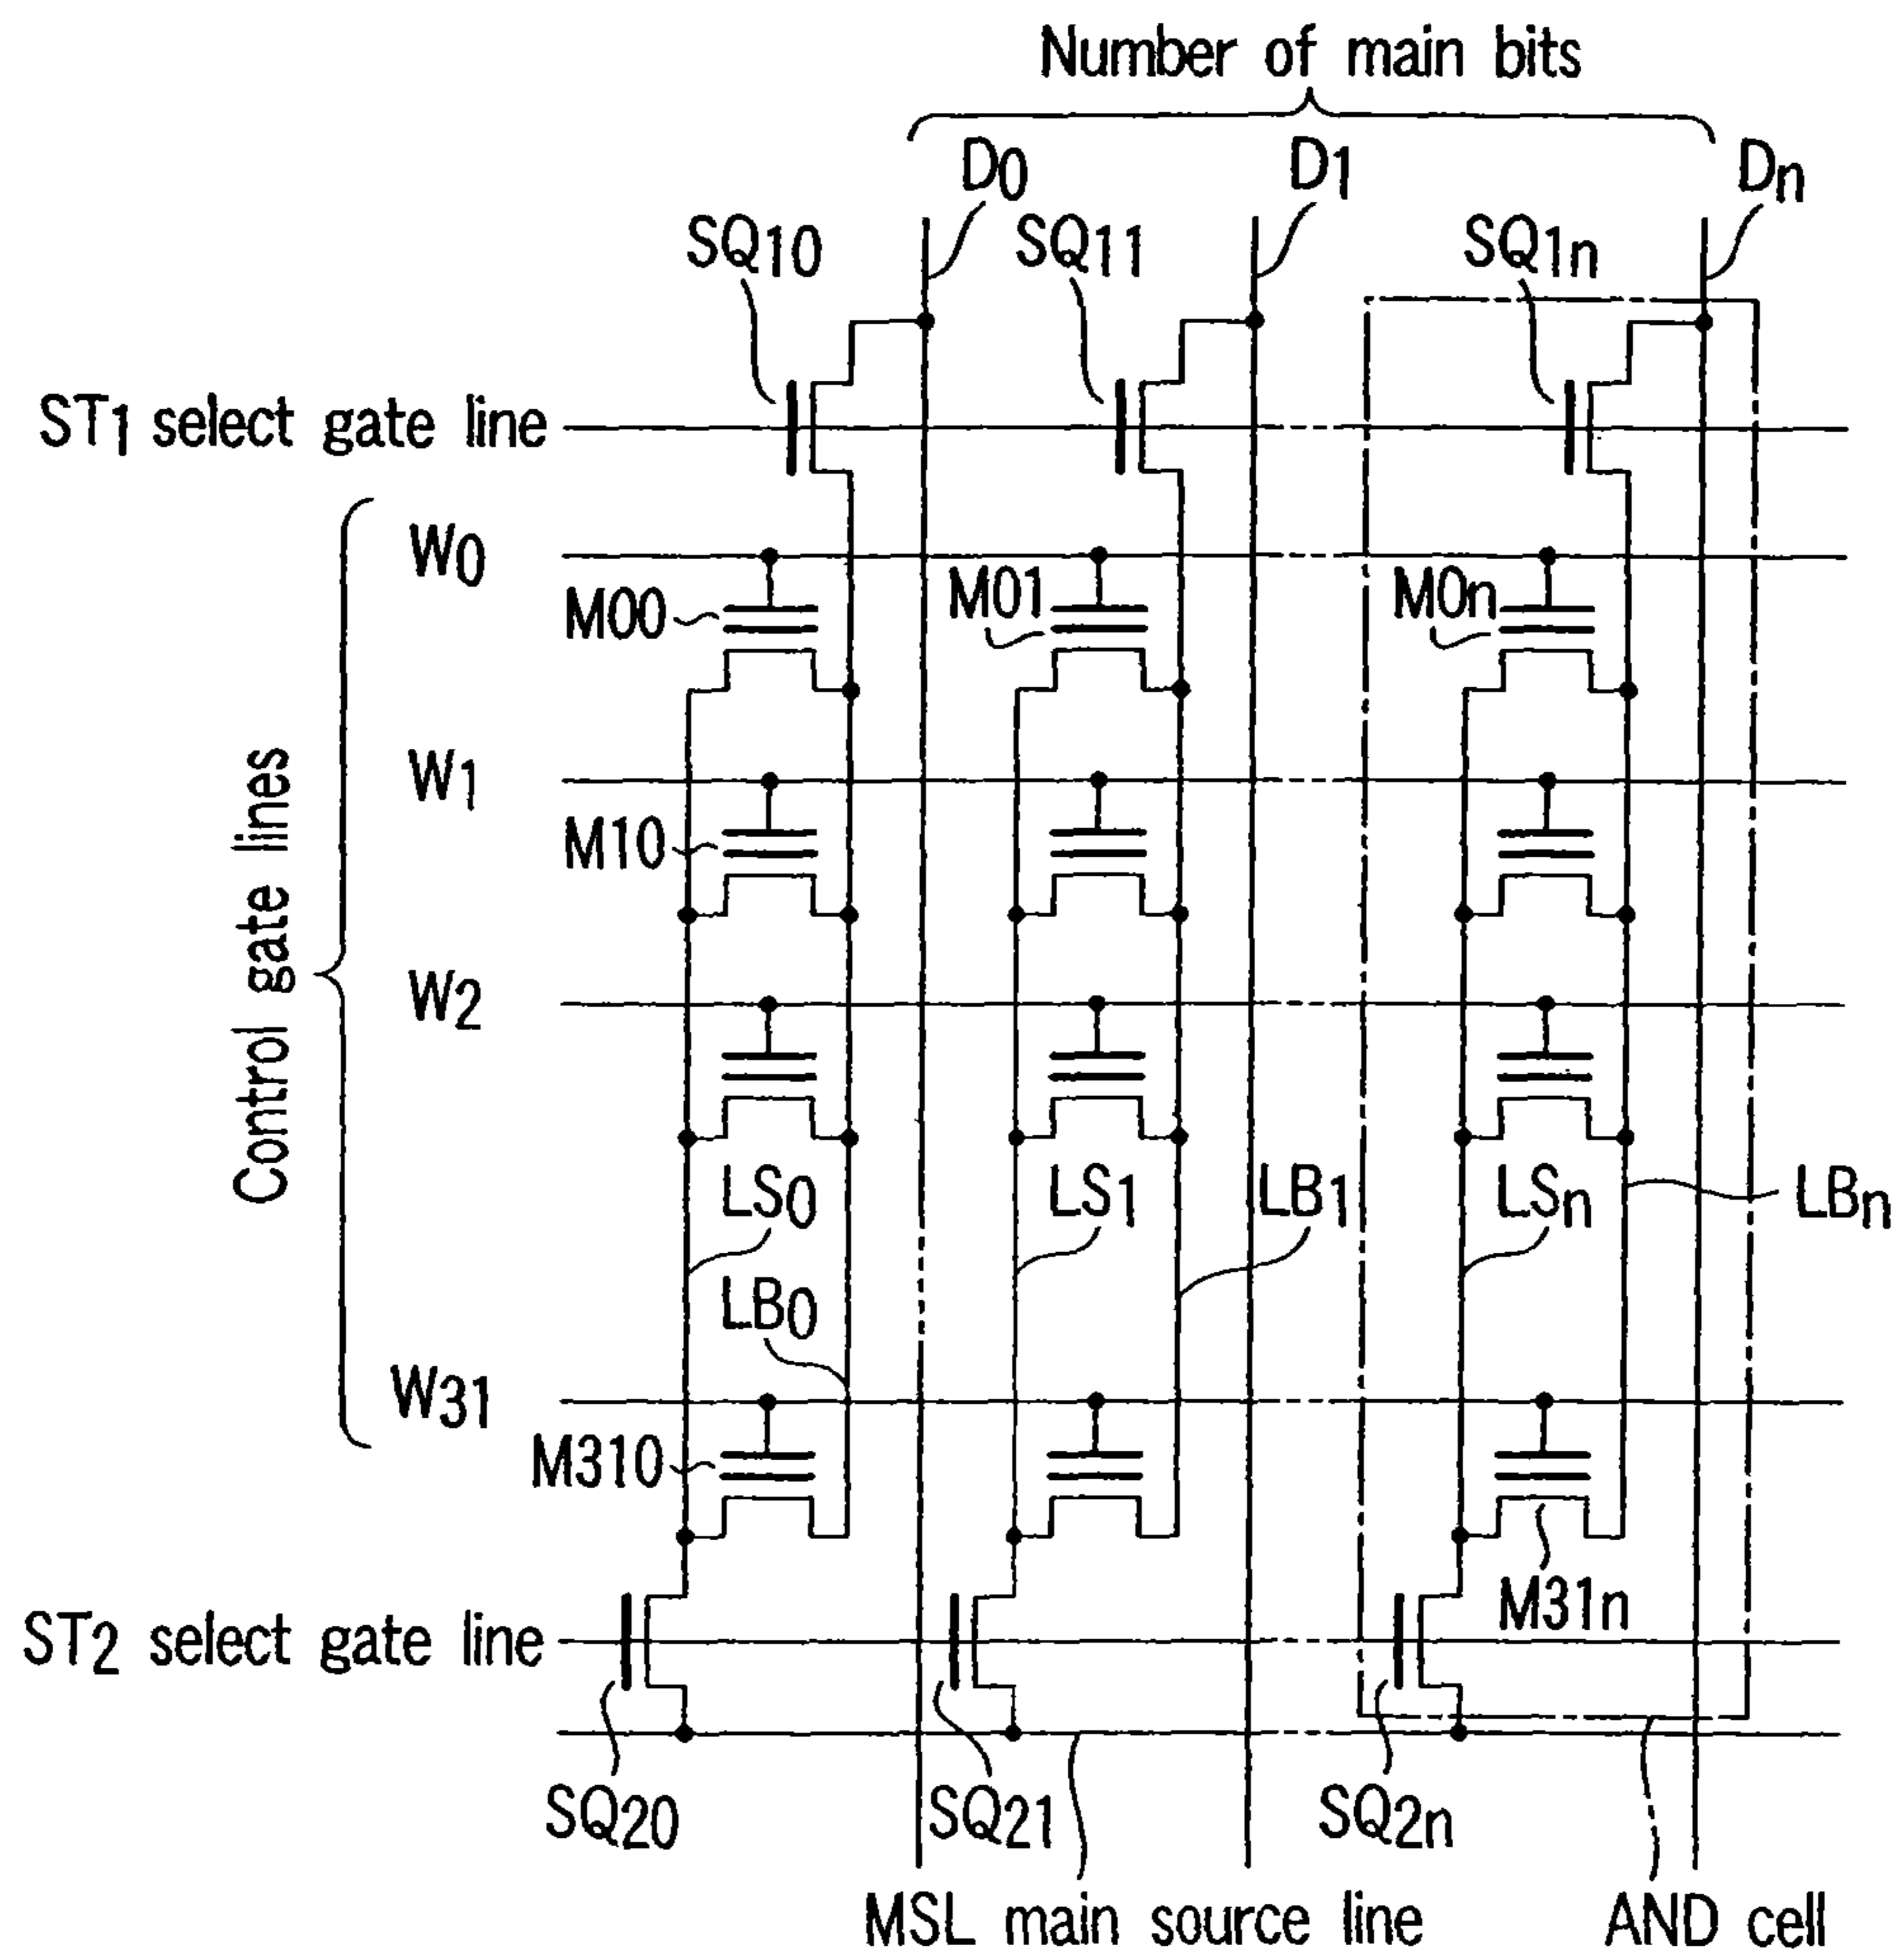 Number of main bits
D0 D1 Dn
SQ10 SQ11 SQ1n
ST1 select gate line
Control gate lines
W0
M00 M01 M0n
W1
M10
W2
LS0 LS1 LB1 LSn LBn
LB0
W31
M310
M31n
ST2 select gate line
SQ20 SQ21 SQ2n
MSL main source line AND cell